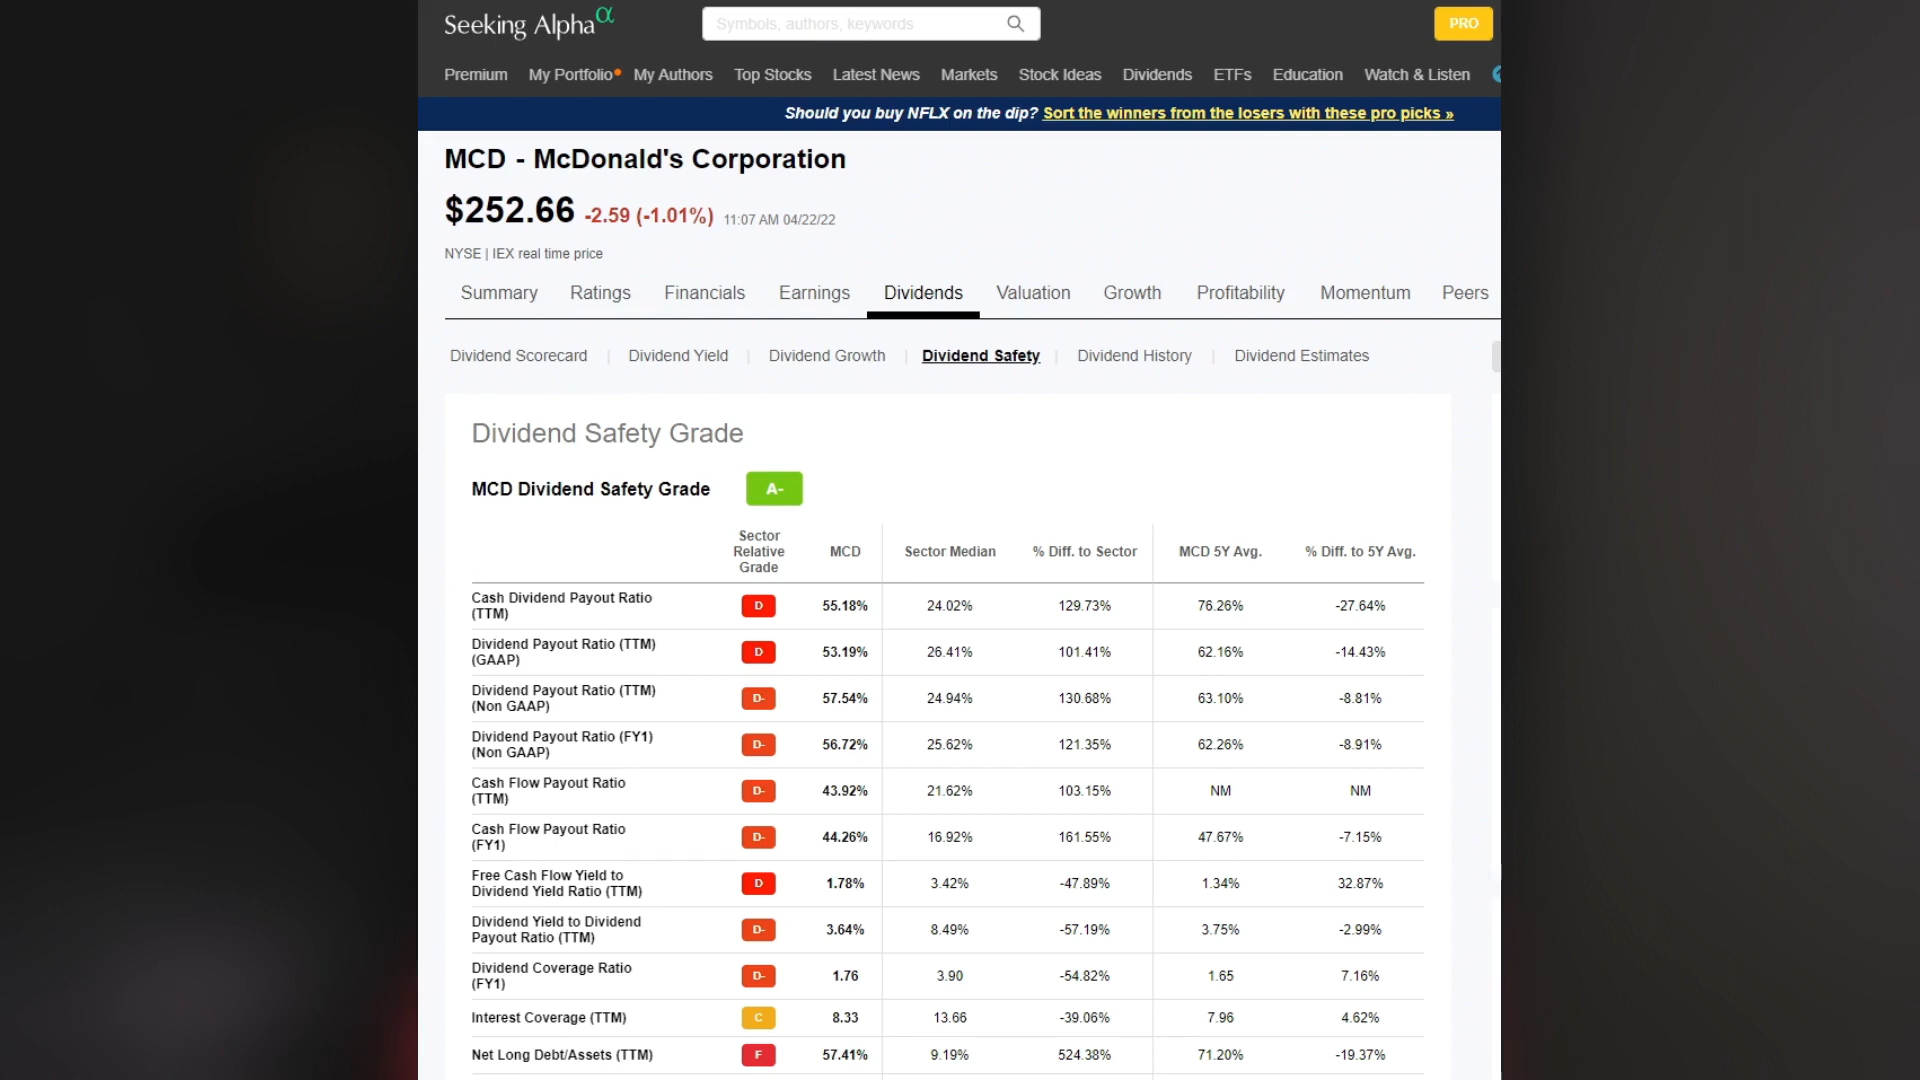 Seeking Alpha α
Symbols, authors, keywords
PRO
Premium My Portfolio My Authors Top Stocks Latest News Markets Stock Ideas Dividends ETFs Education Watch & Listen
Should you buy NFLX on the dip? Sort the winners from the losers with these pro picks »
MCD - McDonald's Corporation
$252.66 -2.59 (-1.01%) 11:07 AM 04/22/22
NYSE | IEX real time price
Summary Ratings Financials Earnings Dividends Valuation Growth Profitability Momentum Peers
Dividend Scorecard | Dividend Yield | Dividend Growth | Dividend Safety | Dividend History | Dividend Estimates
Dividend Safety Grade
MCD Dividend Safety Grade A-
Sector
Relative
Grade
MCD Sector Median % Diff. to Sector MCD 5Y Avg. % Diff. to 5Y Avg.
Cash Dividend Payout Ratio
(TTM)
D 55.18% 24.02% 129.73% 76.26% -27.64%
Dividend Payout Ratio (TTM)
(GAAP)
D 53.19% 26.41% 101.41% 62.16% -14.43%
Dividend Payout Ratio (TTM)
(Non GAAP)
D- 57.54% 24.94% 130.68% 63.10% -8.81%
Dividend Payout Ratio (FY1)
(Non GAAP)
D- 56.72% 25.62% 121.35% 62.26% -8.91%
Cash Flow Payout Ratio
(TTM)
D- 43.92% 21.62% 103.15% NM NM
Cash Flow Payout Ratio
(FY1)
D- 44.26% 16.92% 161.55% 47.67% -7.15%
Free Cash Flow Yield to
Dividend Yield Ratio (TTM)
D 1.78% 3.42% -47.89% 1.34% 32.87%
Dividend Yield to Dividend
Payout Ratio (TTM)
D- 3.64% 8.49% -57.19% 3.75% -2.99%
Dividend Coverage Ratio
(FY1)
D- 1.76 3.90 -54.82% 1.65 7.16%
Interest Coverage (TTM) C 8.33 13.66 -39.06% 7.96 4.62%
Net Long Debt/Assets (TTM) F 57.41% 9.19% 524.38% 71.20% -19.37%